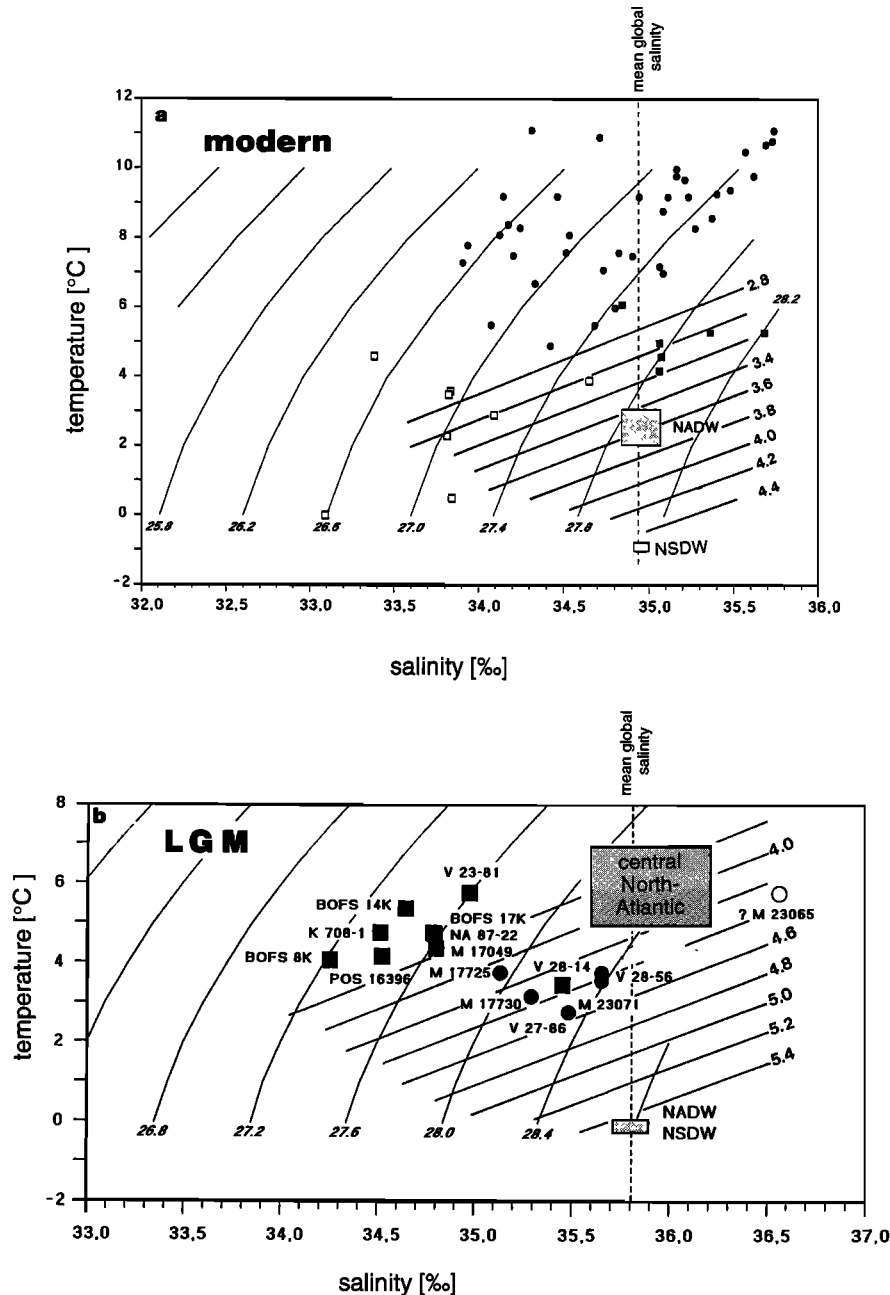 mean global
salinity
a
modern
12
10
8
6
4
2
0
-2
temperature [°C]
2.8
28.2
3.4
3.6
3.8
NADW
4.0
4.2
4.4
25.8
26.2
26.6
27.0
27.4
27.8
NSDW
32,0
32,5
33,0
33,5
34,0
34,5
35,0
35,5
36,0
salinity [‰]
mean global
salinity
b
LGM
8
6
4
2
0
-2
temperature [°C]
central
North-
Atlantic
4.0
V 23-81
BOFS 14K
BOFS 17K
K 708-1
NA 87-22
? M 23065
BOFS 8K
M 17049
4.6
POS 16396
M 17725
V 28-14
V 28-56
4.8
M 17730
M 23071
5.0
V 27-86
5.2
5.4
NADW
NSDW
26.8
27.2
27.6
28.0
28.4
33,0
33,5
34,0
34,5
35,0
35,5
36,0
36,5
37,0
salinity [‰]